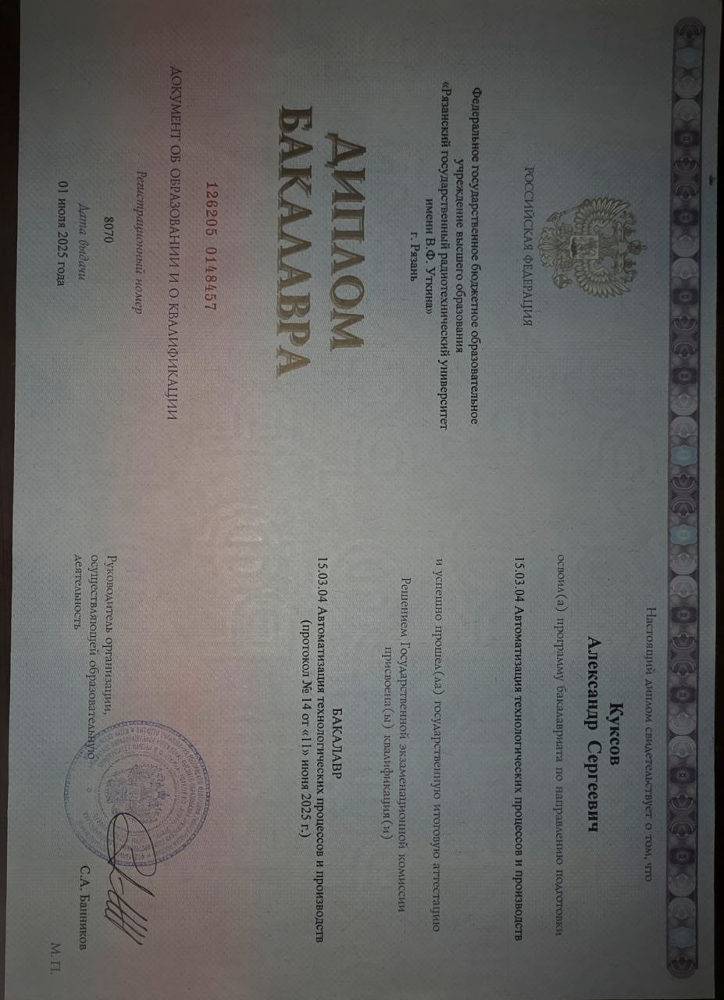 РОССИЙСКАЯ ФЕДЕРАЦИЯ
Федеральное государственное бюджетное образовательное
учреждение высшего образования
«Рязанский государственный радиотехнический университет
имени В.Ф. Уткина»
г. Рязань
ДИПЛОМ
БАКАЛАВРА
126205 0148457
ДОКУМЕНТ ОБ ОБРАЗОВАНИИ И О КВАЛИФИКАЦИИ
Регистрационный номер
8070
Дата выдачи
01 июля 2025 года
Настоящий диплом свидетельствует о том, что
Куксов
Александр Сергеевич
освоил(а) программу бакалавриата по направлению подготовки
15.03.04 Автоматизация технологических процессов и производств
и успешно прошел(ла) государственную итоговую аттестацию
Решением Государственной экзаменационной комиссии
присвоена(ы) квалификация(и)
БАКАЛАВР
15.03.04 Автоматизация технологических процессов и производств
(протокол № 14 от «11» июня 2025 г.)
Руководитель организации,
осуществляющей образовательную
деятельность
С.А. Банников
М. П.